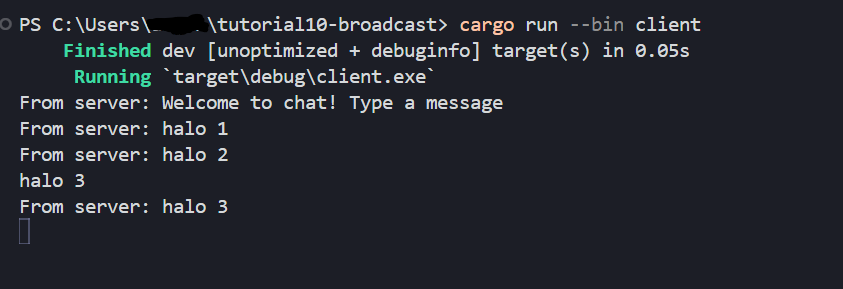 PS C:\Users\ \tutorial10-broadcast> cargo run --bin client
Finished dev [unoptimized + debuginfo] target(s) in 0.05s
Running `target\debug\client.exe`
From server: Welcome to chat! Type a message
From server: halo 1
From server: halo 2
halo 3
From server: halo 3